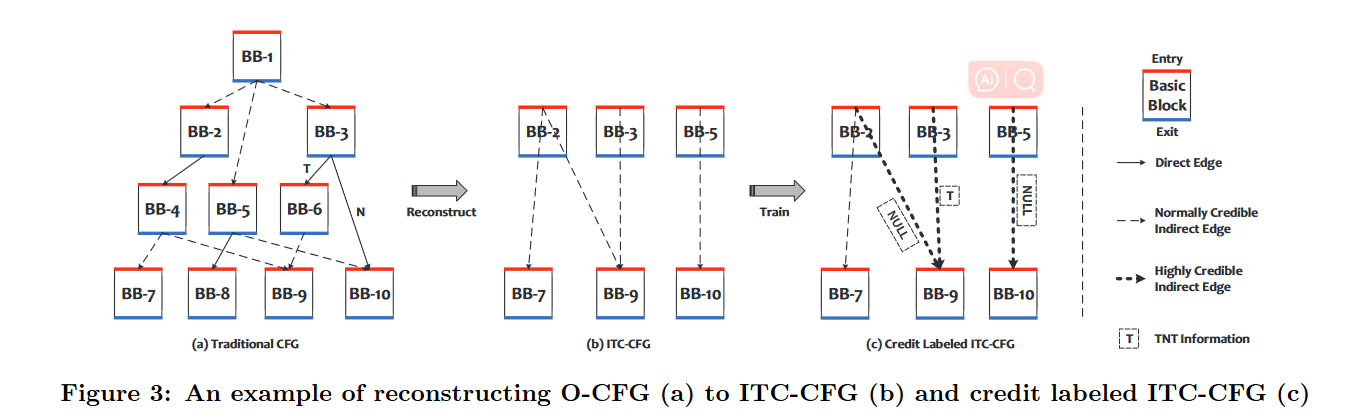 BB-1
BB-2
BB-3
T
BB-4
BB-5
BB-6
N
BB-7
BB-8
BB-9
BB-10
(a) Traditional CFG
Reconstruct
BB-2
BB-3
BB-5
BB-7
BB-9
BB-10
(b) ITC-CFG
Train
AI
BB-2
BB-3
BB-5
NULL
T
NULL
BB-7
BB-9
BB-10
(c) Credit Labeled ITC-CFG
Entry
Basic
Block
Exit
Direct Edge
Normally Credible
Indirect Edge
Highly Credible
Indirect Edge
T
TNT Information
Figure 3: An example of reconstructing O-CFG (a) to ITC-CFG (b) and credit labeled ITC-CFG (c)